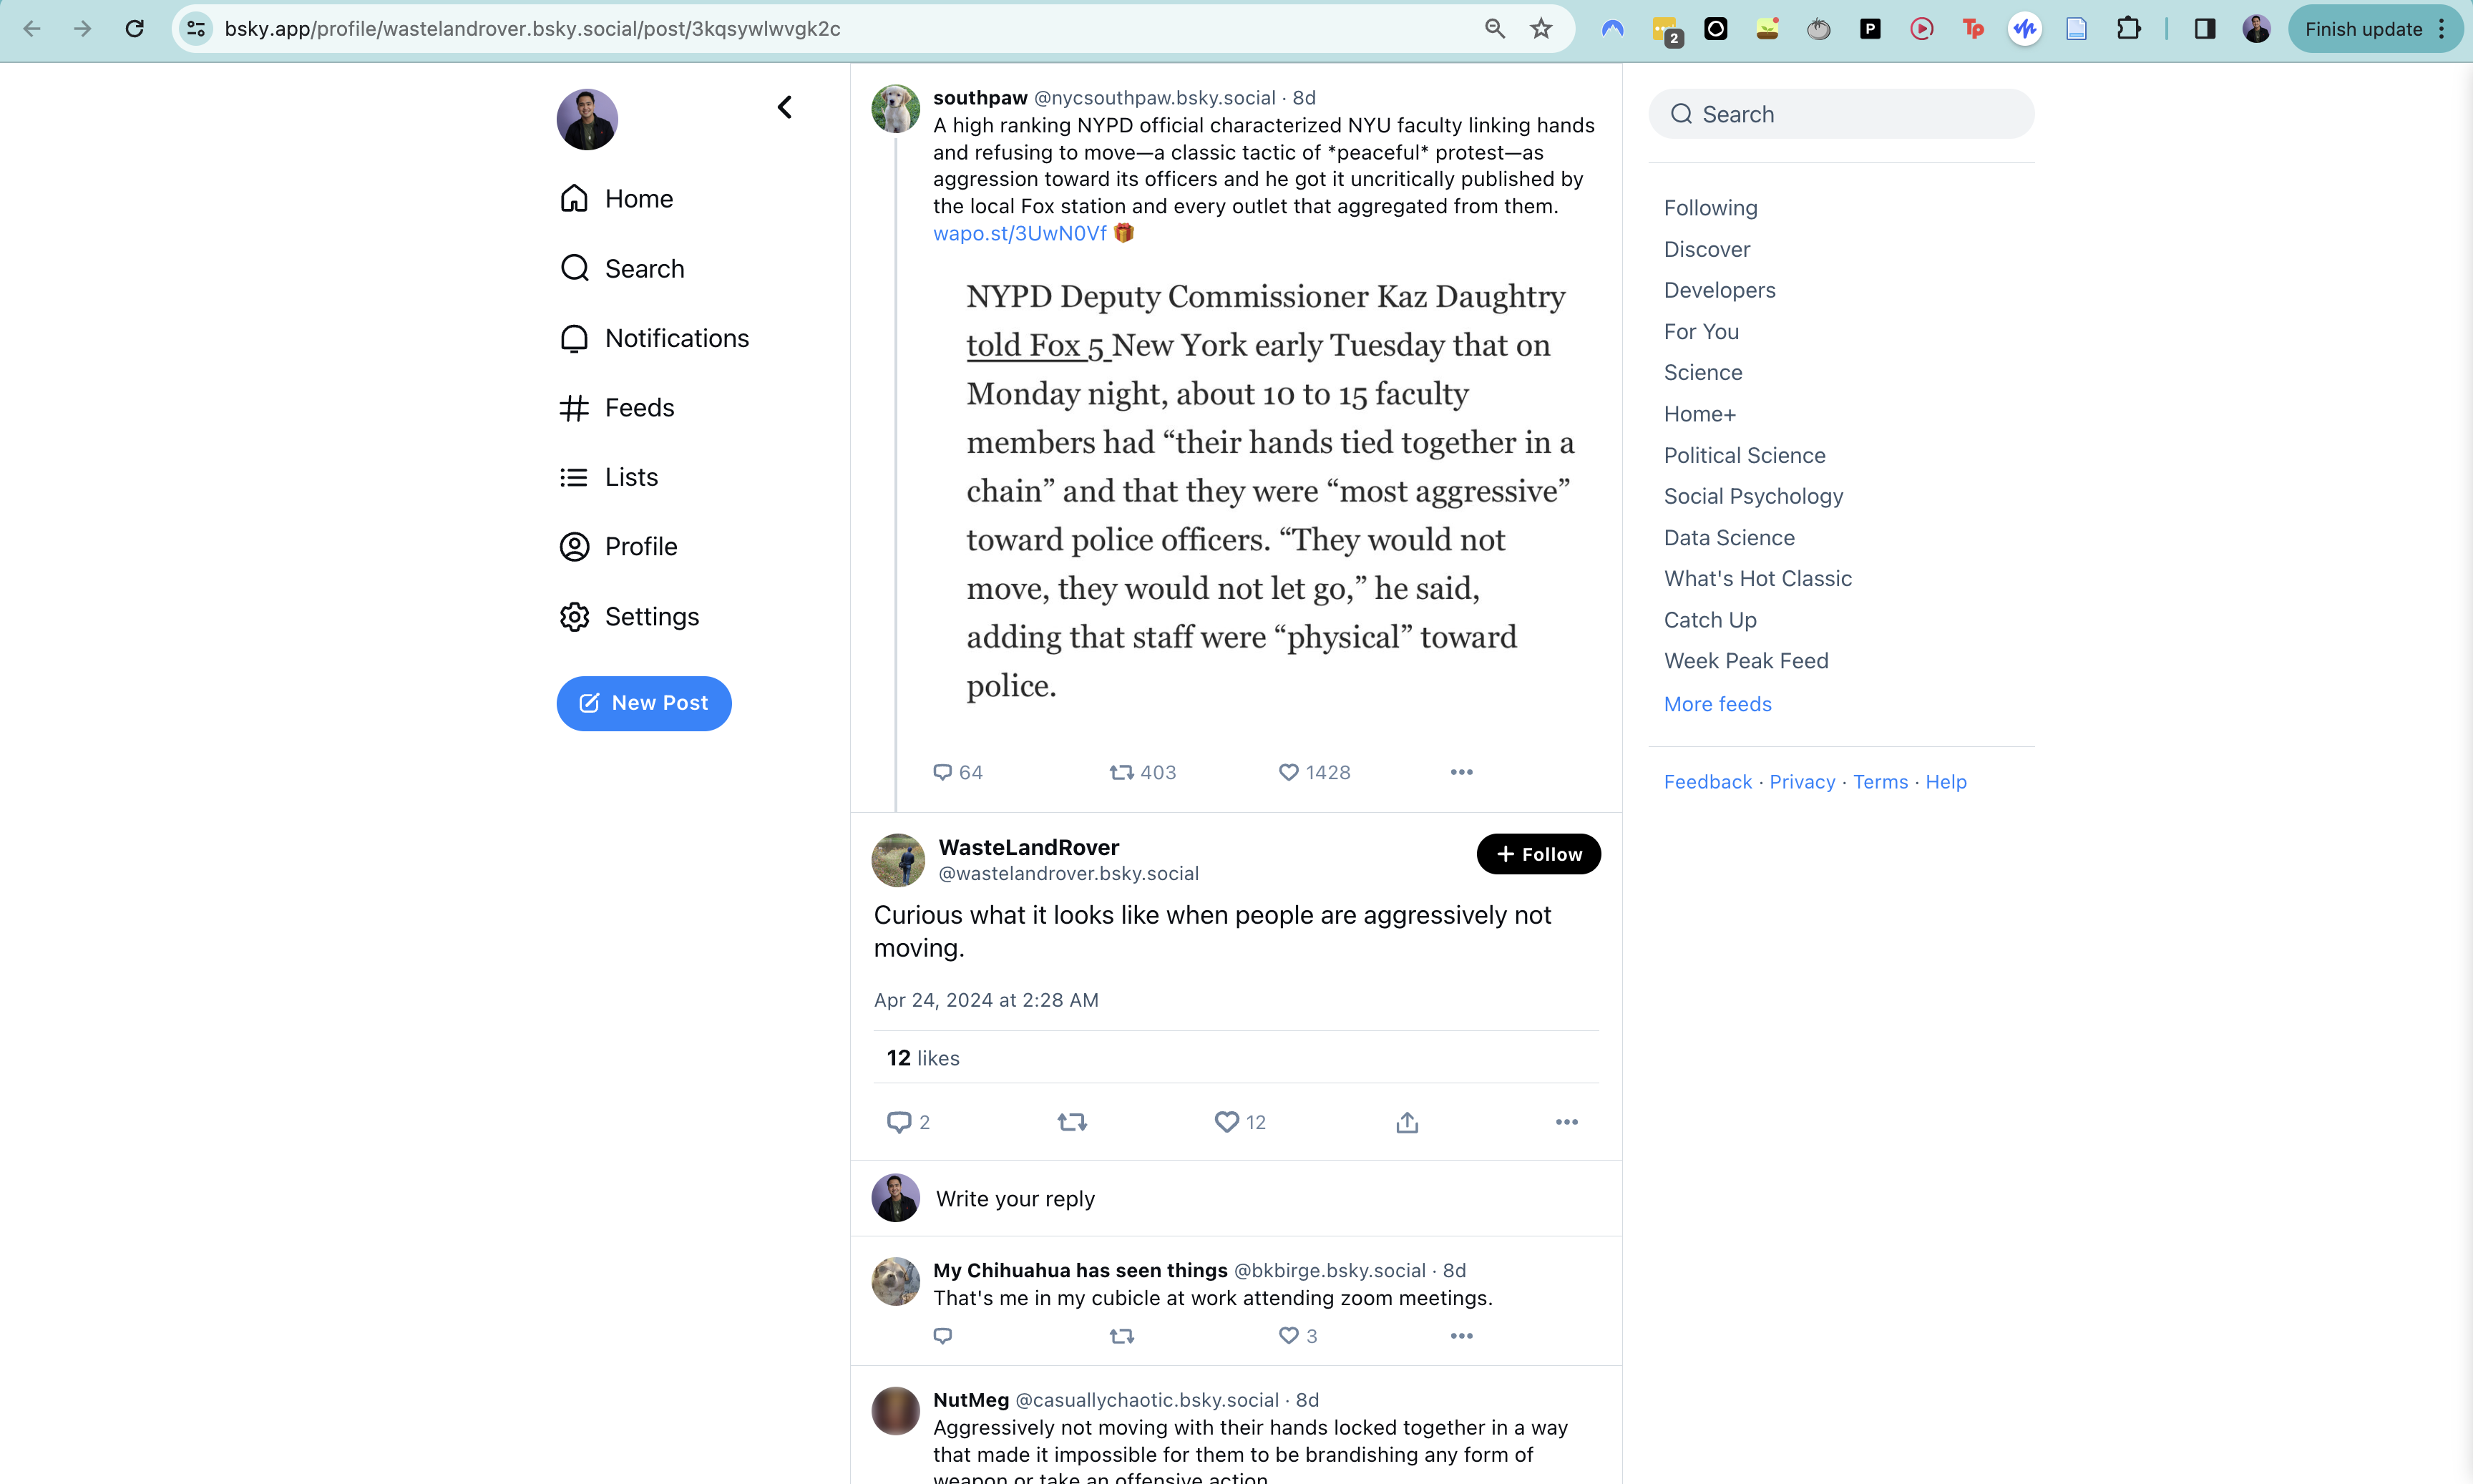 bsky.app/profile/wastelandrover.bsky.social/post/3kqsywlwvgk2c
2
P
Tp
Finish update
Home
Search
Notifications
Feeds
Lists
Profile
Settings
New Post
southpaw @nycsouthpaw.bsky.social · 8d
A high ranking NYPD official characterized NYU faculty linking hands
and refusing to move—a classic tactic of *peaceful* protest—as
aggression toward its officers and he got it uncritically published by
the local Fox station and every outlet that aggregated from them.
wapo.st/3UwN0Vf 🎁
NYPD Deputy Commissioner Kaz Daughtry
told Fox 5 New York early Tuesday that on
Monday night, about 10 to 15 faculty
members had “their hands tied together in a
chain” and that they were “most aggressive”
toward police officers. “They would not
move, they would not let go,” he said,
adding that staff were “physical” toward
police.
64 403 1428
WasteLandRover
@wastelandrover.bsky.social
+ Follow
Curious what it looks like when people are aggressively not
moving.
Apr 24, 2024 at 2:28 AM
12 likes
2 12
Write your reply
My Chihuahua has seen things @bkbirge.bsky.social · 8d
That's me in my cubicle at work attending zoom meetings.
3
NutMeg @casuallychaotic.bsky.social · 8d
Aggressively not moving with their hands locked together in a way
that made it impossible for them to be brandishing any form of
weapon or take an offensive action
Search
Following
Discover
Developers
For You
Science
Home+
Political Science
Social Psychology
Data Science
What's Hot Classic
Catch Up
Week Peak Feed
More feeds
Feedback · Privacy · Terms · Help